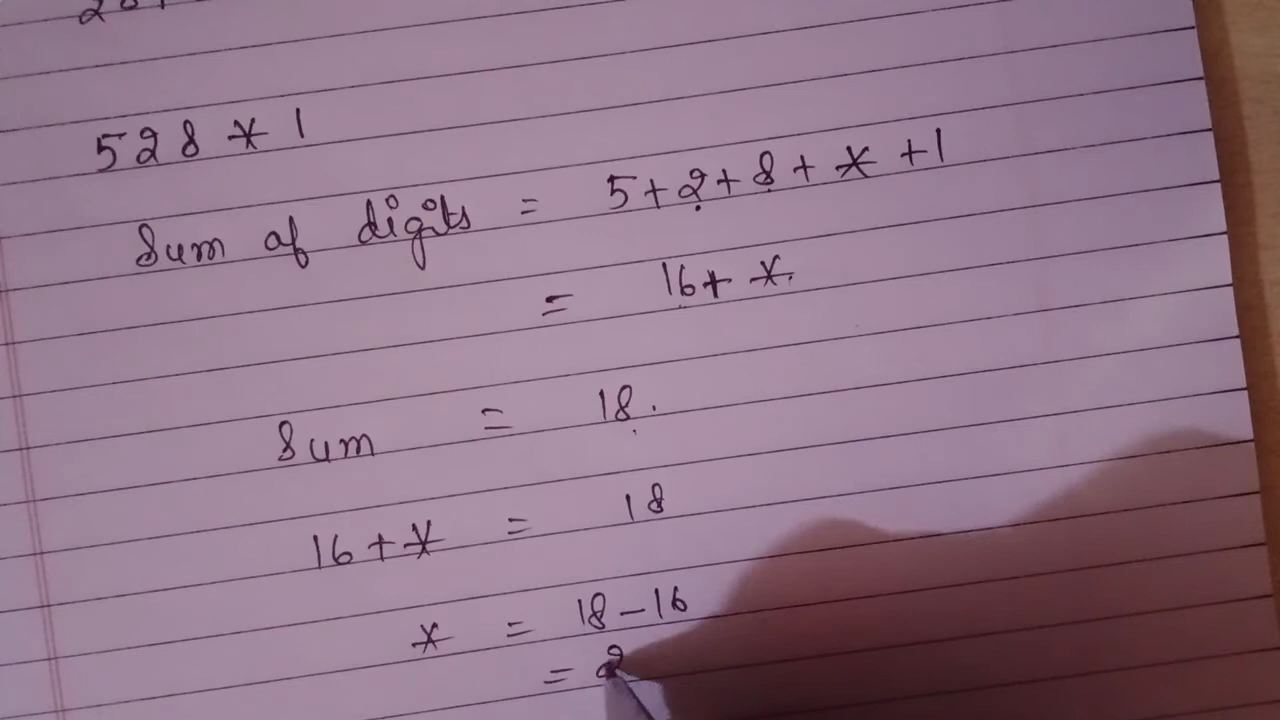 528*1
Sum of digits = 5+2+8+*+1
= 16+*
Sum = 18.
16+* = 18
* = 18-16
= 2